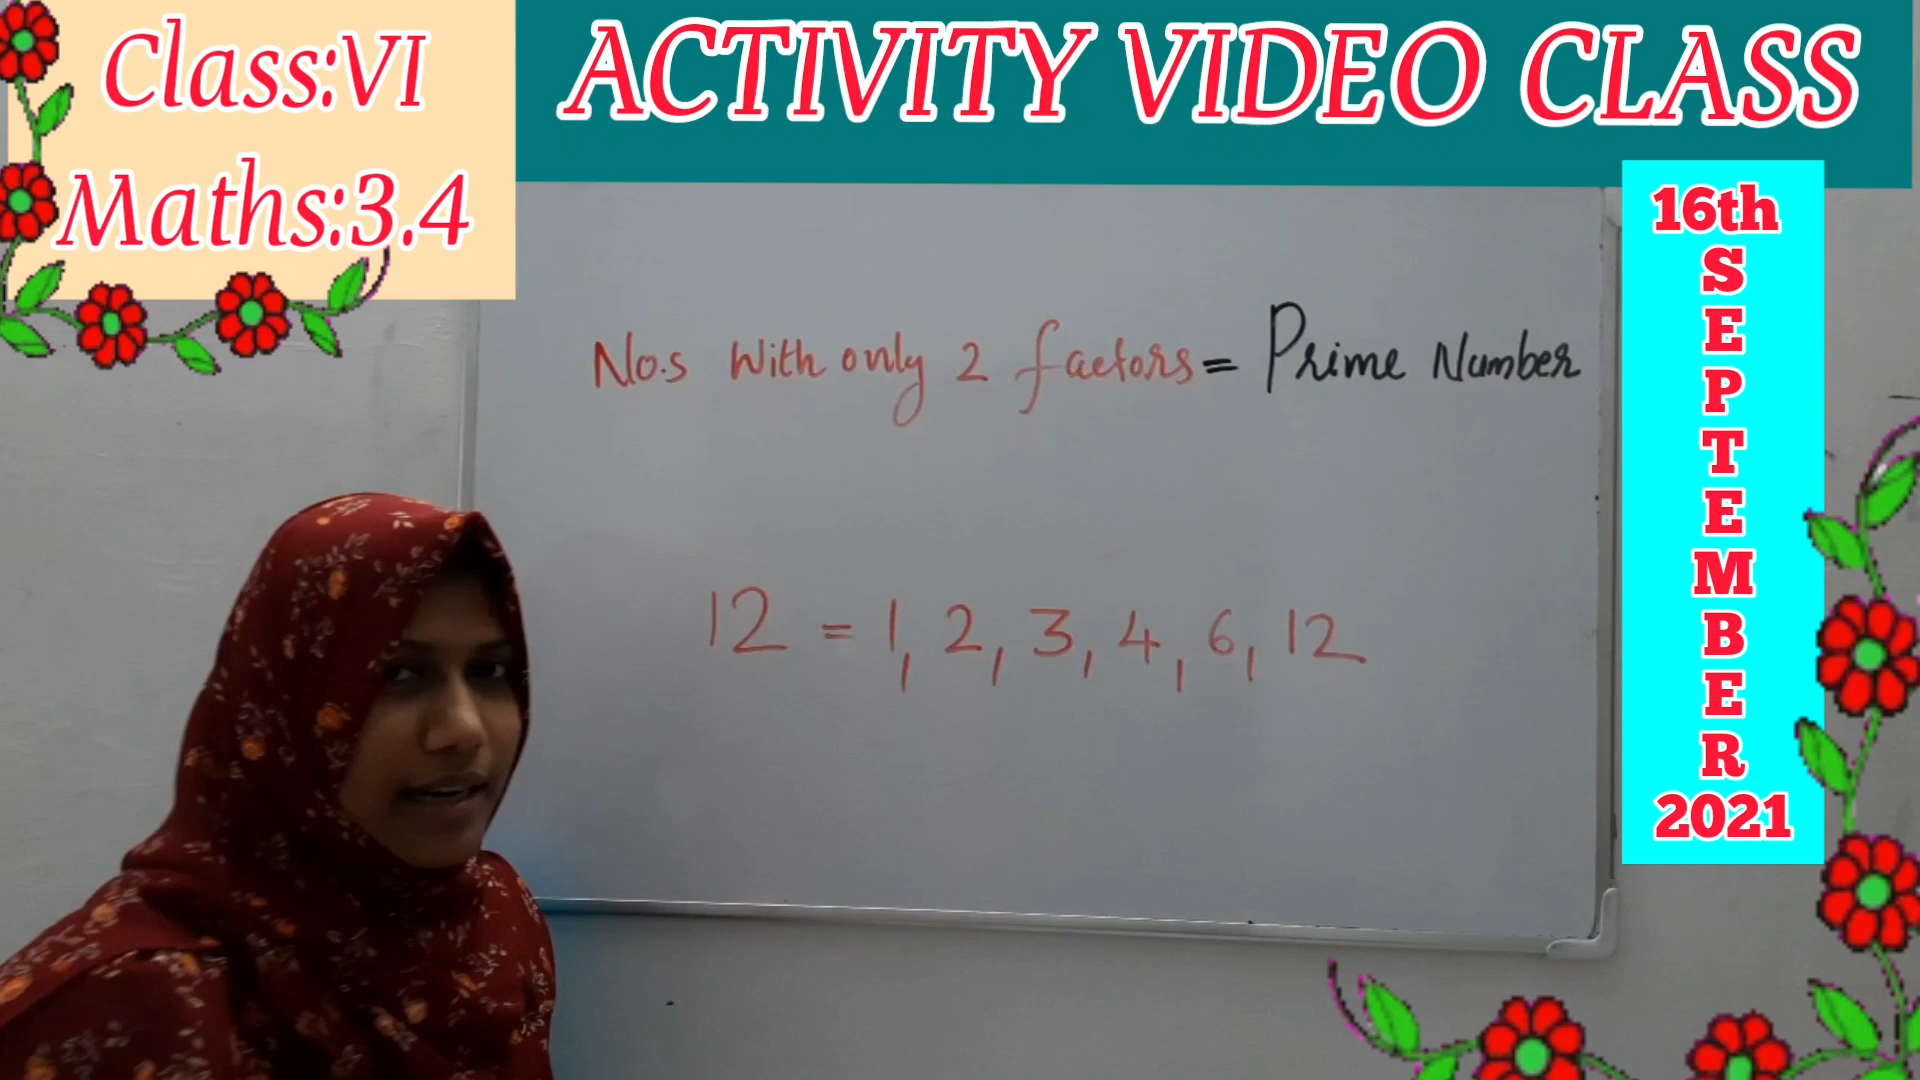 Class:VI
Maths:3.4
ACTIVITY VIDEO CLASS
16th
SEPTEMBER
2021
No.s With only 2 factors = Prime Number
12 = 1, 2, 3, 4, 6, 12